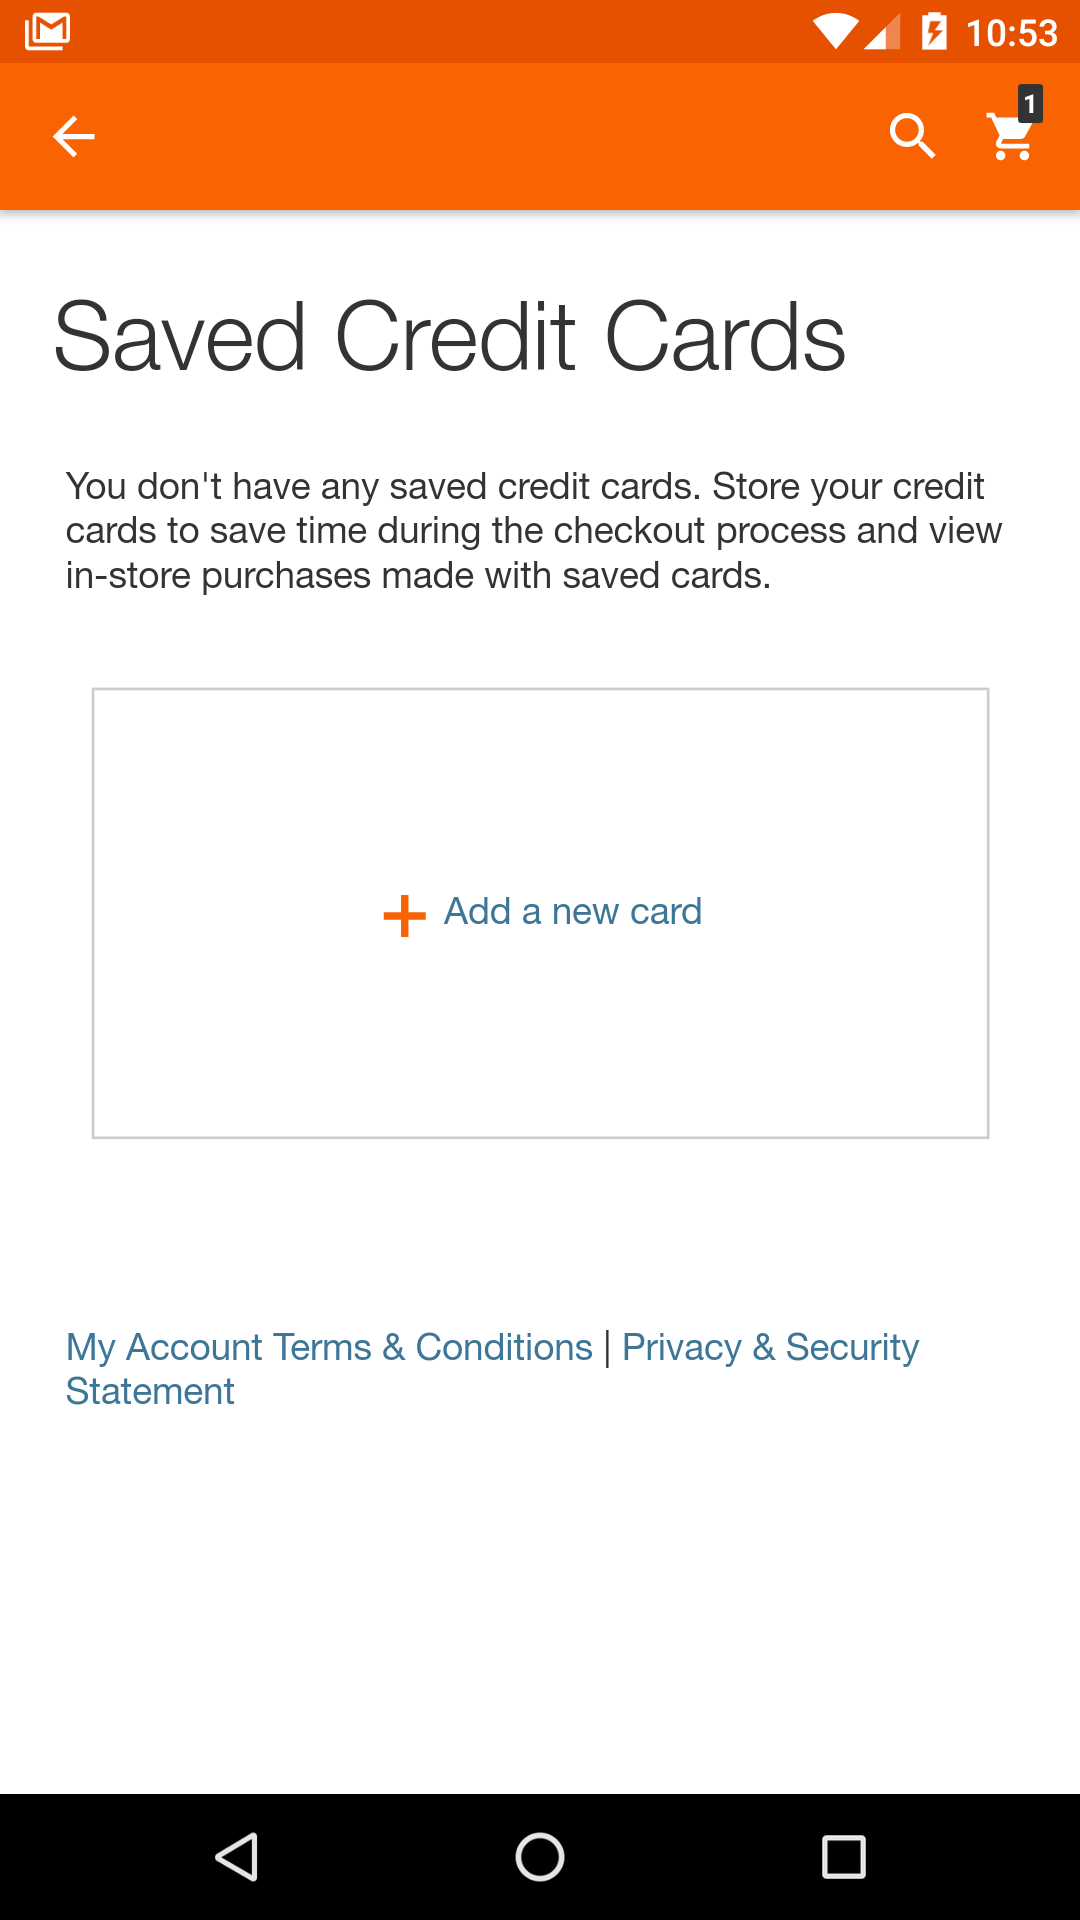 10:53
1
Saved Credit Cards
You don't have any saved credit cards. Store your credit
cards to save time during the checkout process and view
in-store purchases made with saved cards.
Add a new card
My Account Terms & Conditions | Privacy & Security
Statement